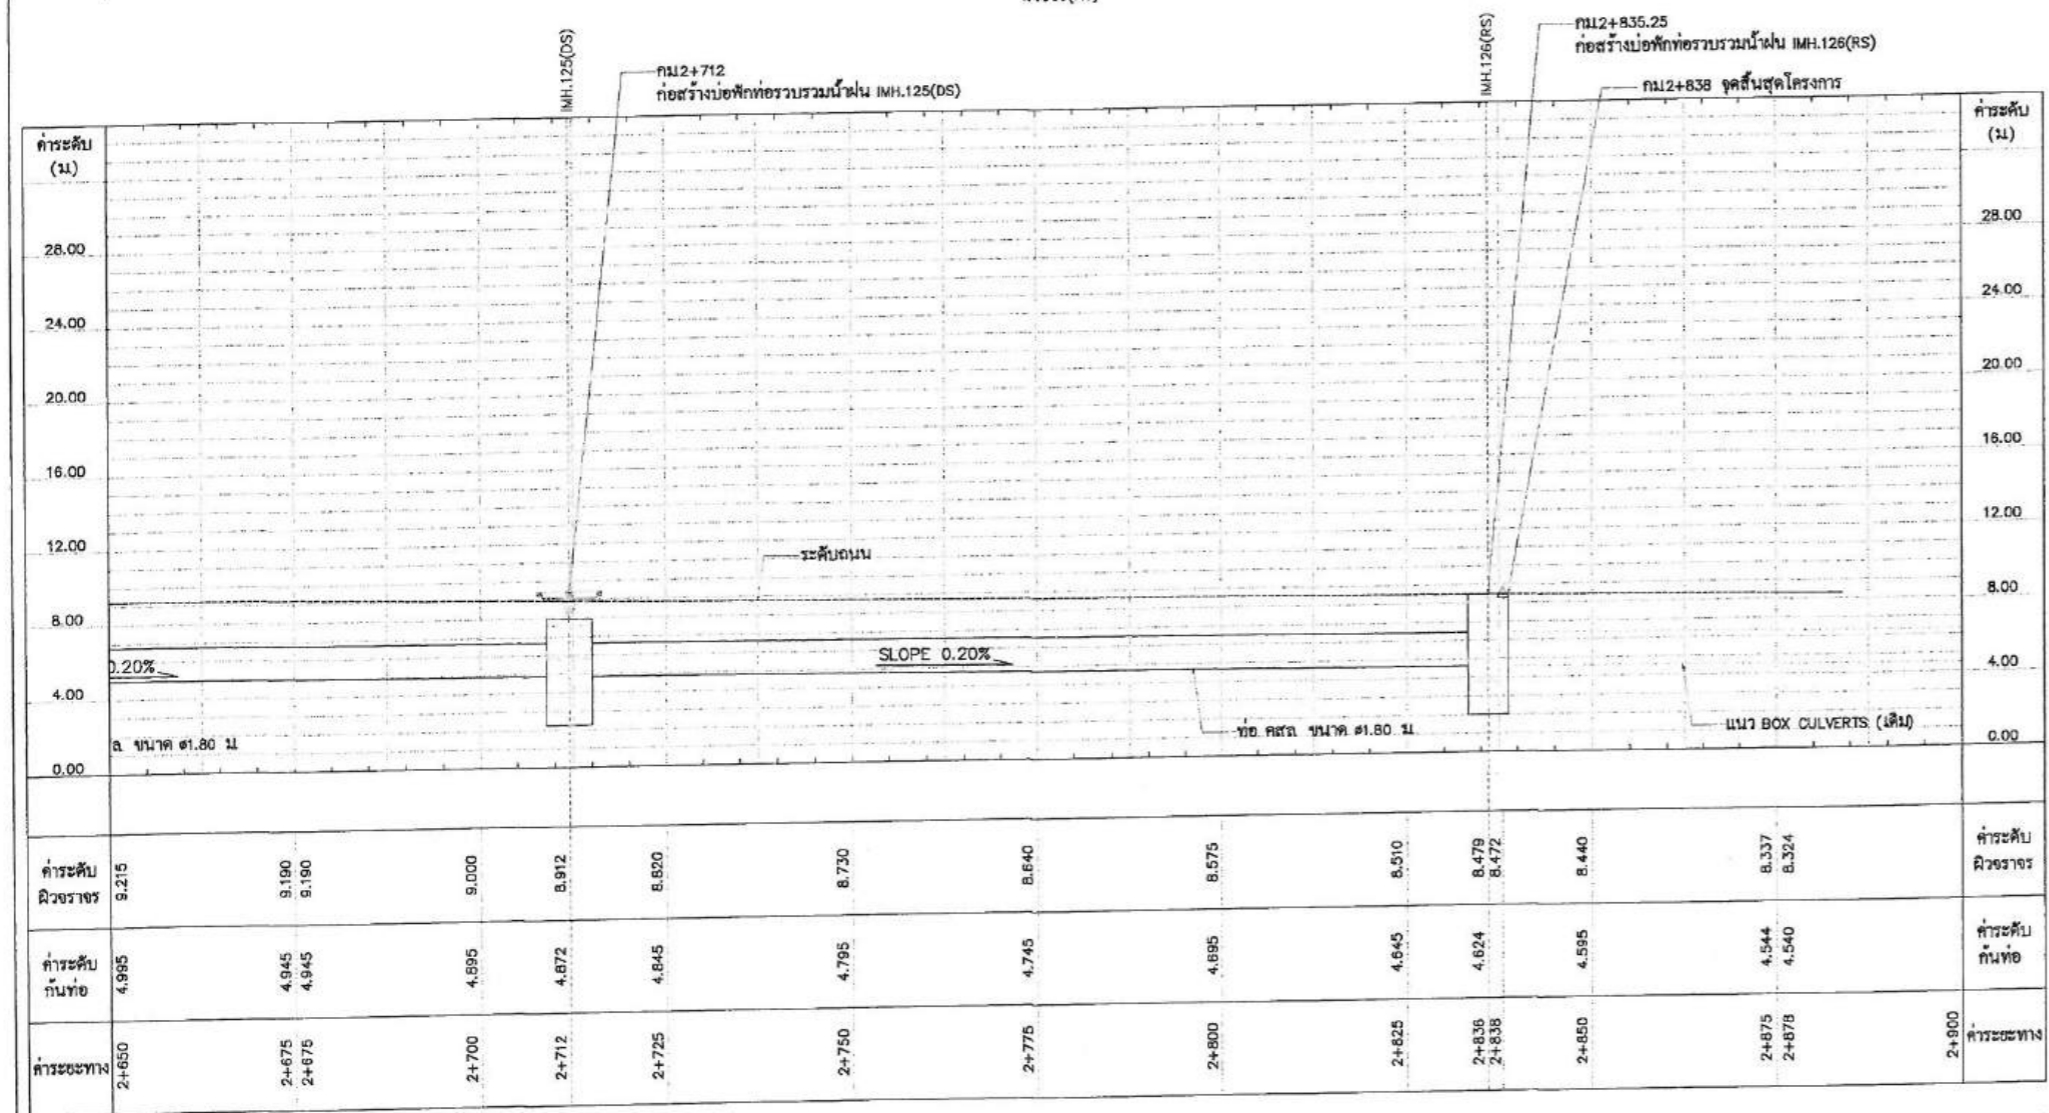 IMH.125(DS)
กม.2+712
ก่อสร้างบ่อพักท่อรวบรวมน้ำฝน IMH.125(DS)
IMH.126(RS)
กม.2+835.25
ก่อสร้างบ่อพักท่อรวบรวมน้ำฝน IMH.126(RS)
กม.2+838 จุดสิ้นสุดโครงการ
ค่าระดับ
(ม.)
28.00
24.00
20.00
16.00
12.00
8.00
4.00
0.00
ค่าระดับ
(ม.)
28.00
24.00
20.00
16.00
12.00
8.00
4.00
0.00
ระดับถนน
0.20%
SLOPE 0.20%
ล. ขนาด ø1.80 ม.
ท่อ คสล. ขนาด ø1.80 ม.
แนว BOX CULVERTS (เดิม)
ค่าระดับ
ผิวจราจร
9.215 9.190 9.190 9.000 8.912 8.820 8.730 8.640 8.575 8.510 8.479 8.472 8.440 8.337 8.324
ค่าระดับ
ผิวจราจร
ค่าระดับ
ก้นท่อ
4.995 4.945 4.945 4.895 4.872 4.845 4.795 4.745 4.695 4.645 4.624 4.595 4.544 4.540
ค่าระดับ
ก้นท่อ
ค่าระยะทาง
2+650 2+675 2+675 2+700 2+712 2+725 2+750 2+775 2+800 2+825 2+836 2+838 2+850 2+875 2+878 2+900
ค่าระยะทาง